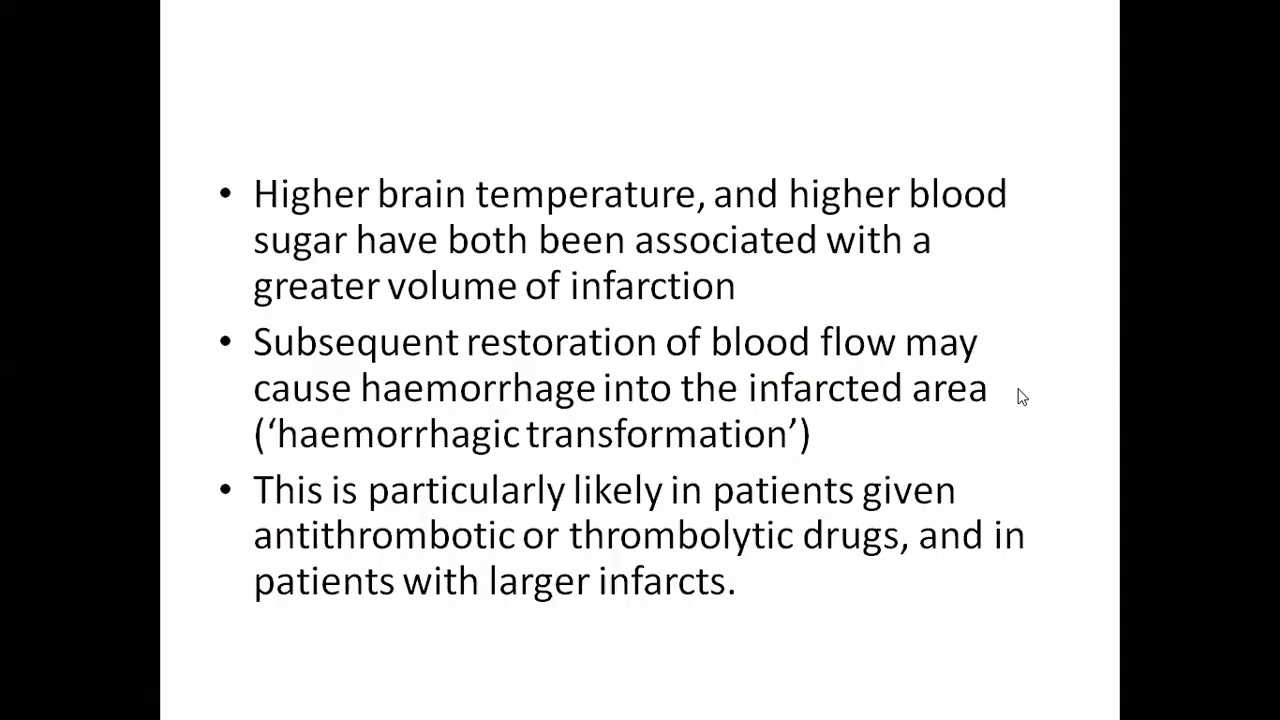 • Higher brain temperature, and higher blood
sugar have both been associated with a
greater volume of infarction
• Subsequent restoration of blood flow may
cause haemorrhage into the infarcted area
(‘haemorrhagic transformation’)
• This is particularly likely in patients given
antithrombotic or thrombolytic drugs, and in
patients with larger infarcts.